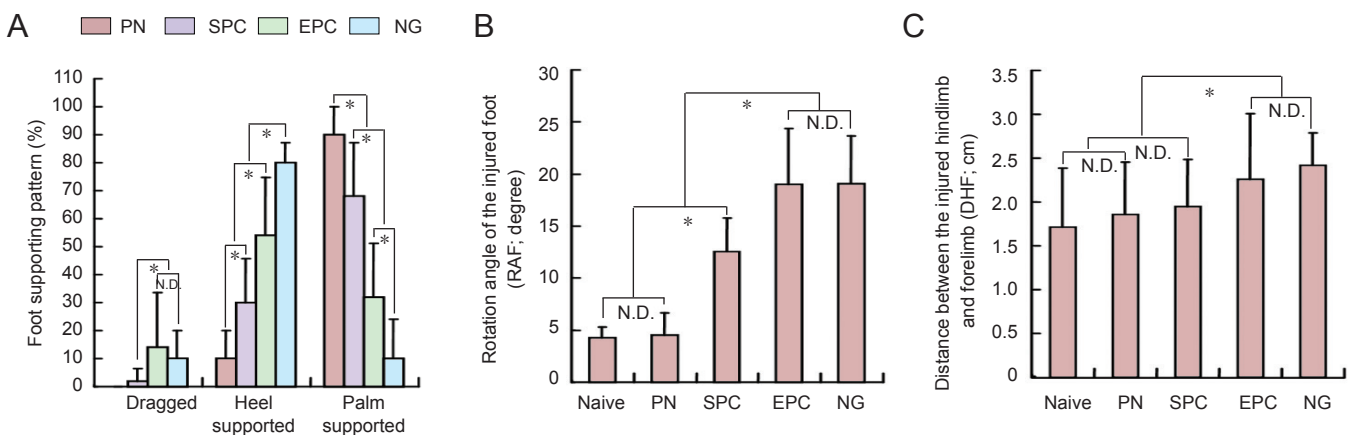 A
PN SPC EPC NG
Foot supporting pattern (%)
110
100
90
80
70
60
50
40
30
20
10
0
*
N.D.
*
*
*
*
*
*
Dragged
Heel
supported
Palm
supported
B
Rotation angle of the injured foot
(RAF; degree)
30
25
20
15
10
5
0
N.D.
*
*
N.D.
Naive PN SPC EPC NG
C
Distance between the injured hindlimb
and forelimb (DHF; cm)
3.5
3.0
2.5
2.0
1.5
1.0
0.5
0
N.D.
N.D.
*
N.D.
Naive PN SPC EPC NG